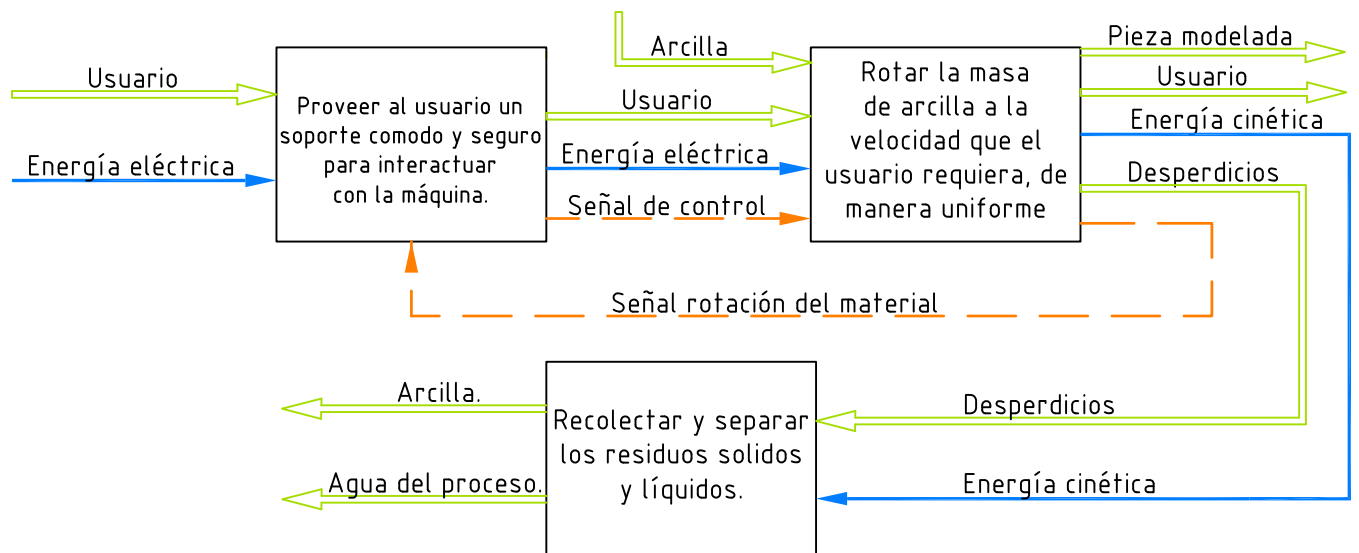 Usuario
Energía eléctrica
Proveer al usuario un
soporte comodo y seguro
para interactuar
con la máquina.
Arcilla
Usuario
Energía eléctrica
Señal de control
Rotar la masa
de arcilla a la
velocidad que el
usuario requiera, de
manera uniforme
Pieza modelada
Usuario
Energía cinética
Desperdicios
Señal rotación del material
Arcilla.
Agua del proceso.
Recolectar y separar
los residuos solidos
y líquidos.
Desperdicios
Energía cinética